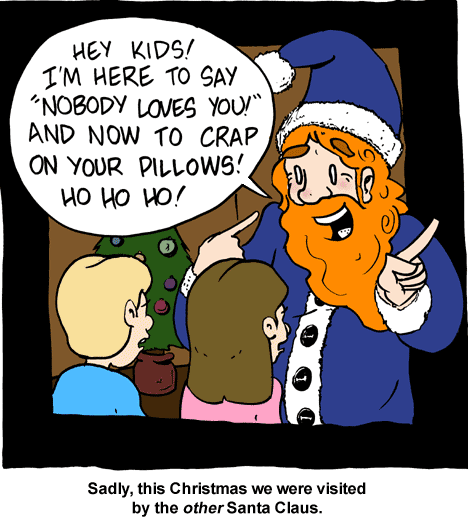 HEY KIDS!
I'M HERE TO SAY
"NOBODY LOVES YOU!"
AND NOW TO CRAP
ON YOUR PILLOWS!
HO HO HO!
Sadly, this Christmas we were visited
by the other Santa Claus.